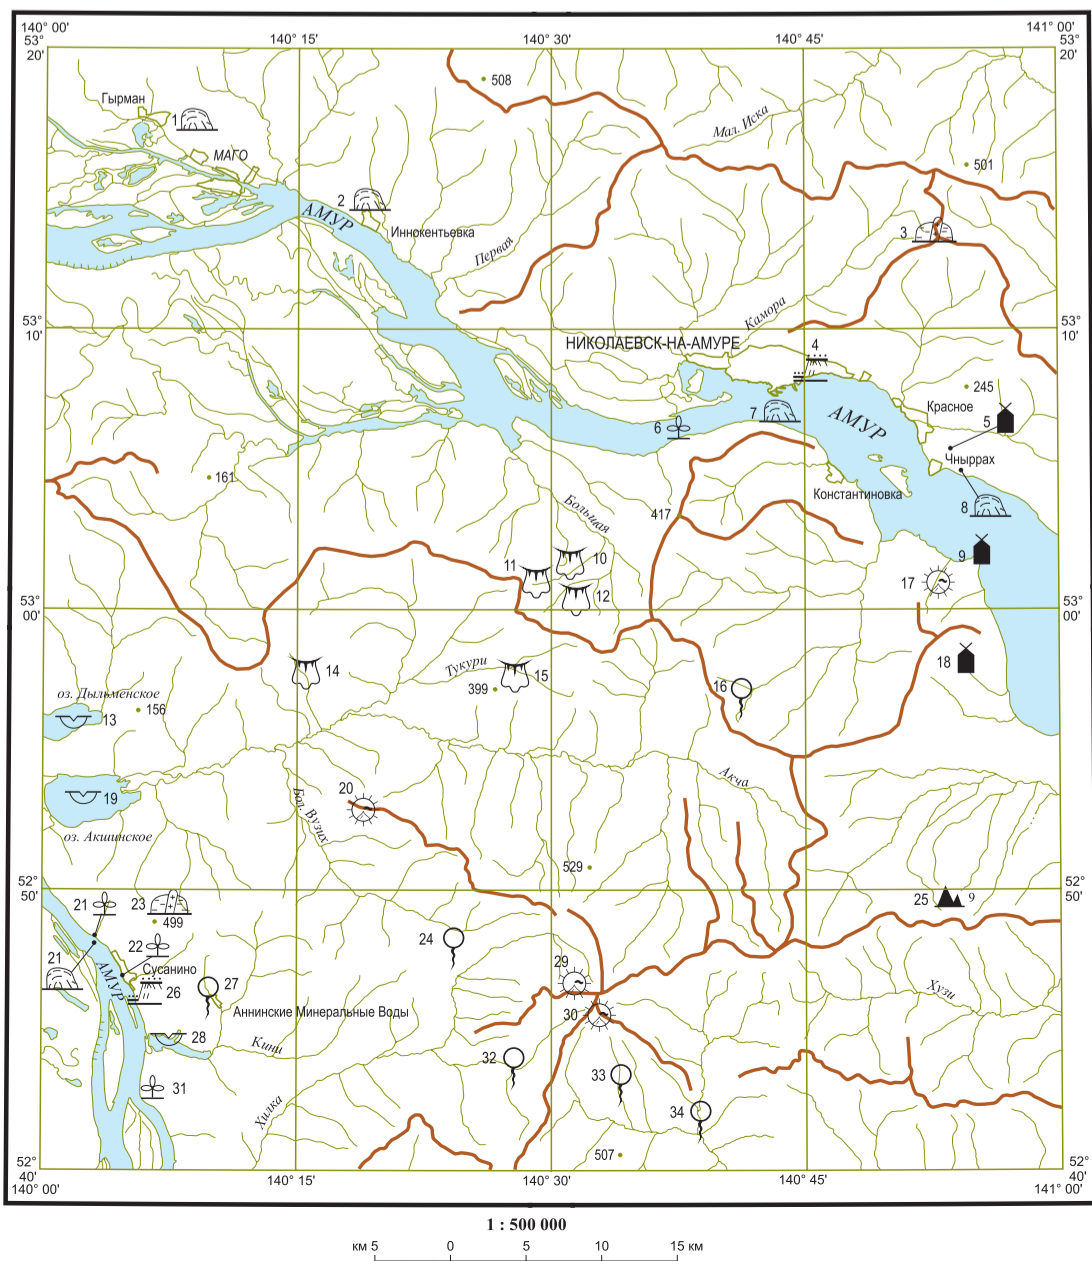 140° 00'
141° 00'
53°
20'
140° 15'
140° 30'
140° 45'
53°
20'
508
Гырман
1
МАГО
Мал. Иска
501
2
АМУР
Иннокентьевка
3
Первая
53°
10'
Камора
53°
10'
НИКОЛАЕВСК-НА-АМУРЕ
4
245
Красное
7
АМУР
5
6
Чныррах
161
Константиновка
417
Большая
8
9
11
10
17
12
53°
00'
53°
00'
14
Тукури
15
18
399
16
оз. Дыльменское
13
156
Акча
19
20
Бол. Вузих
оз. Акшинское
529
52°
50'
52°
50'
21
23
499
25
9
24
22
21
АМУР
Сусанино
26
27
29
Хузи
Аннинские Минеральные Воды
30
28
Кини
32
33
31
Хилка
34
507
52°
40'
52°
40'
140° 00'
140° 15'
140° 30'
140° 45'
141° 00'
1 : 500 000
км 5
0
5
10
15 км